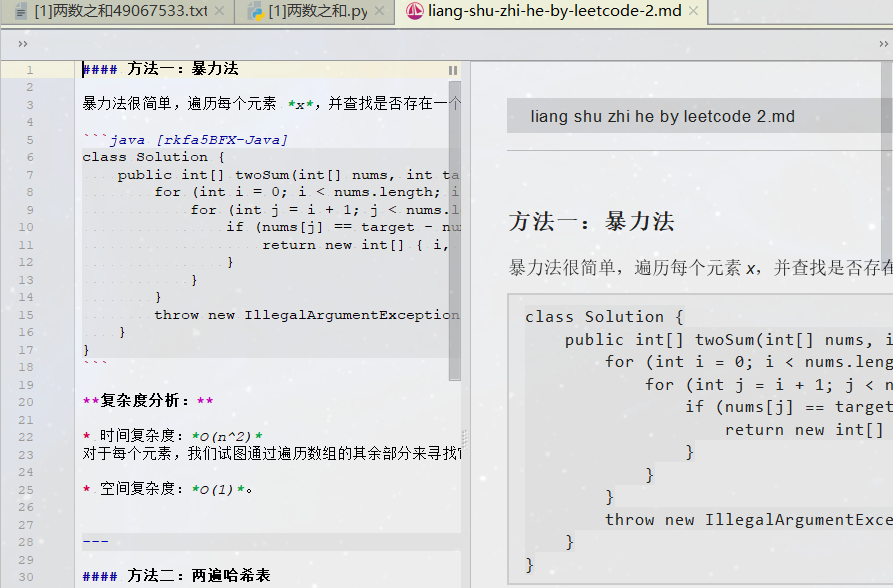 [1]两数之和49067533.txt
[1]两数之和.py
liang-shu-zhi-he-by-leetcode-2.md
1 #### 方法一：暴力法
2
3 暴力法很简单，遍历每个元素 *x*，并查找是否存在一个
4
5 ```java [rkfa5BFX-Java]
6 class Solution {
7 public int[] twoSum(int[] nums, int ta
8 for (int i = 0; i < nums.length; i
9 for (int j = i + 1; j < nums.l
10 if (nums[j] == target - nu
11 return new int[] { i,
12 }
13 }
14 }
15 throw new IllegalArgumentException
16 }
17 }
18 ```
19
20 **复杂度分析：**
21
22 * 时间复杂度：*O(n^2)*
23 对于每个元素，我们试图通过遍历数组的其余部分来寻找
24
25 * 空间复杂度：*O(1)*。
26
27
28 ---
29
30 #### 方法二：两遍哈希表
liang shu zhi he by leetcode 2.md
方法一：暴力法
暴力法很简单，遍历每个元素 x，并查找是否存在
class Solution {
public int[] twoSum(int[] nums, i
for (int i = 0; i < nums.leng
for (int j = i + 1; j < n
if (nums[j] == target
return new int[]
}
}
}
throw new IllegalArgumentExce
}
}